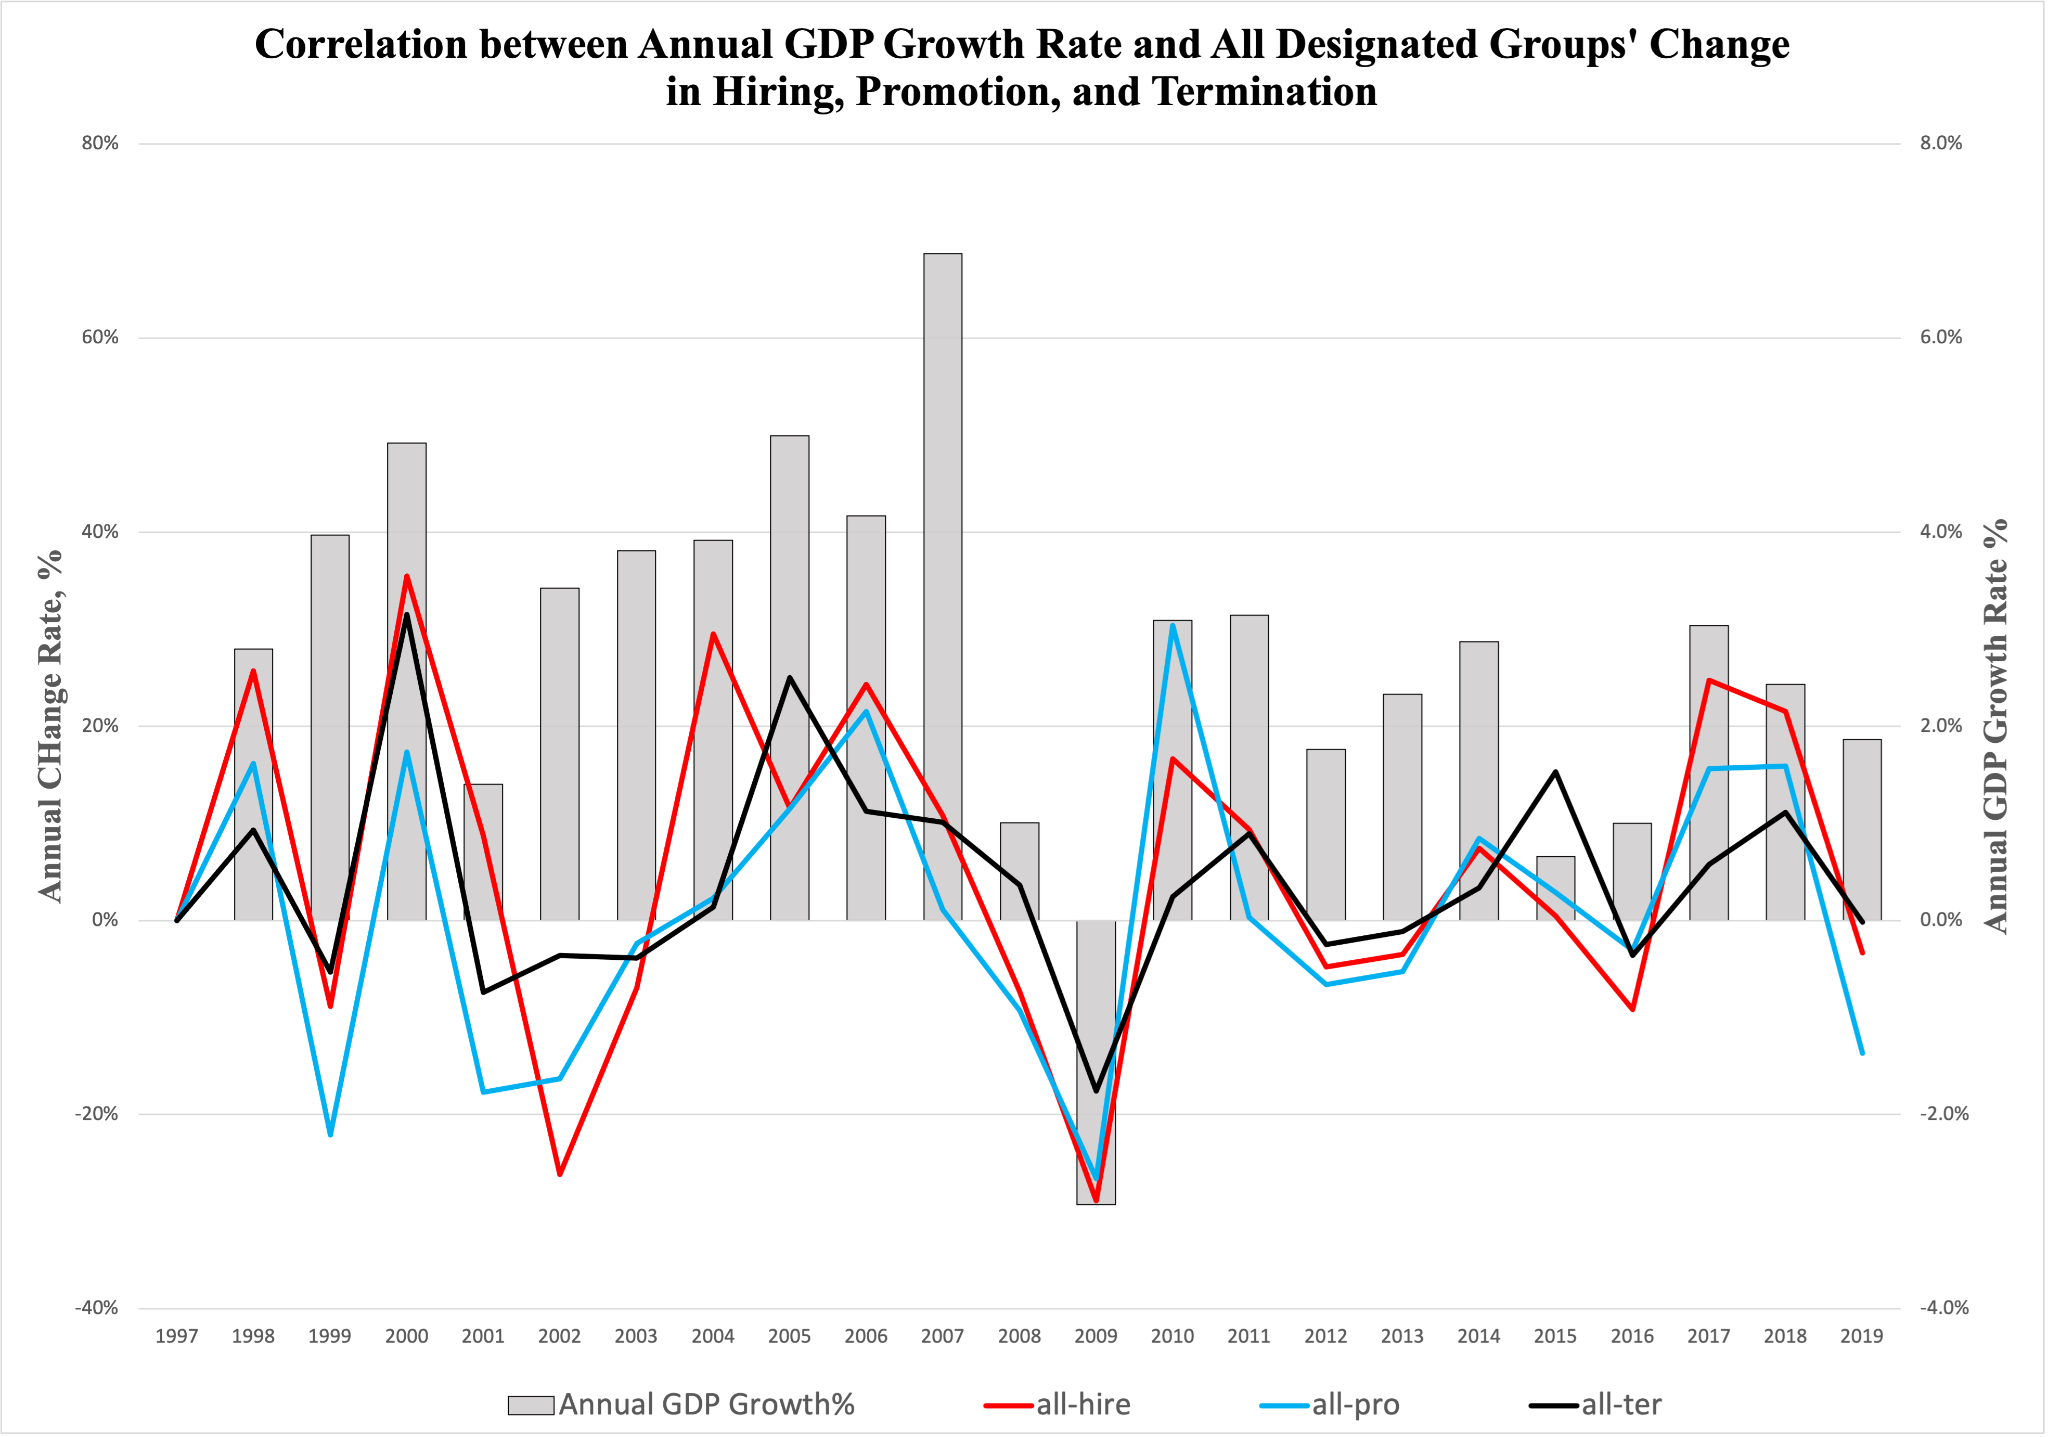 Correlation between Annual GDP Growth Rate and All Designated Groups' Change
in Hiring, Promotion, and Termination
80%
60%
40%
20%
0%
-20%
-40%
Annual CHange Rate, %
8.0%
6.0%
4.0%
2.0%
0.0%
-2.0%
-4.0%
Annual GDP Growth Rate %
1997 1998 1999 2000 2001 2002 2003 2004 2005 2006 2007 2008 2009 2010 2011 2012 2013 2014 2015 2016 2017 2018 2019
Annual GDP Growth% all-hire all-pro all-ter